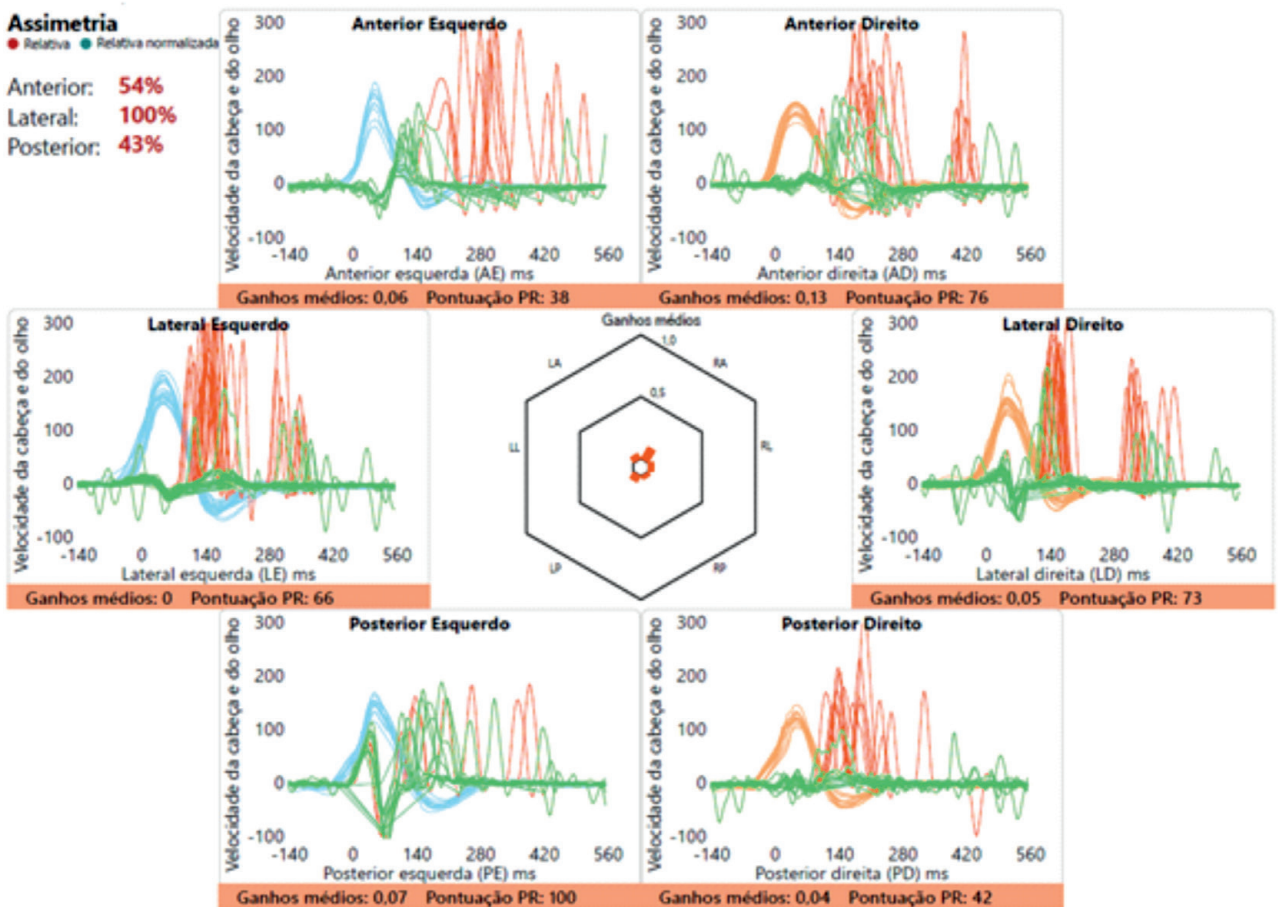 Assimetria
Relativa Relativa normalizada
Anterior: 54%
Lateral: 100%
Posterior: 43%
Anterior Esquerdo
Velocidade da cabeça e do olho
300
200
100
0
-100
-140 0 140 280 420 560
Anterior esquerda (AE) ms
Ganhos médios: 0,06 Pontuação PR: 38
Anterior Direito
Velocidade da cabeça e do olho
300
200
100
0
-100
-140 0 140 280 420 560
Anterior direita (AD) ms
Ganhos médios: 0,13 Pontuação PR: 76
Lateral Esquerdo
Velocidade da cabeça e do olho
300
200
100
0
-100
-140 0 140 280 420 560
Lateral esquerda (LE) ms
Ganhos médios: 0 Pontuação PR: 66
Ganhos médios
1,0
LA RA
0,5
LL RL
LP RP
Lateral Direito
Velocidade da cabeça e do olho
300
200
100
0
-100
-140 0 140 280 420 560
Lateral direita (LD) ms
Ganhos médios: 0,05 Pontuação PR: 73
Posterior Esquerdo
Velocidade da cabeça e do olho
300
200
100
0
-100
-140 0 140 280 420 560
Posterior esquerda (PE) ms
Ganhos médios: 0,07 Pontuação PR: 100
Posterior Direito
Velocidade da cabeça e do olho
300
200
100
0
-100
-140 0 140 280 420 560
Posterior direita (PD) ms
Ganhos médios: 0,04 Pontuação PR: 42